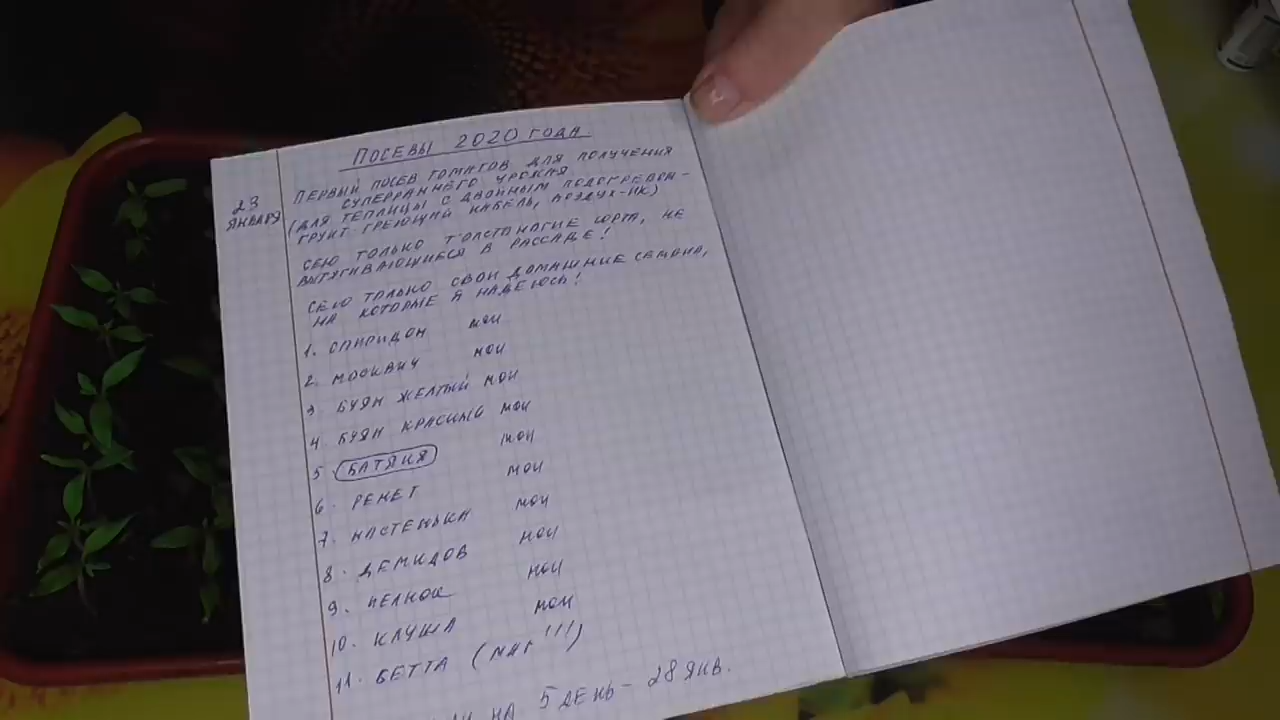 ПОСЕВЫ 2020 ГОДА
23 ЯНВАРЯ
ПЕРВЫЙ ПОСЕВ ТОМАТОВ ДЛЯ ПОЛУЧЕНИЯ
СУПЕРРАННЕГО УРОЖАЯ
(ДЛЯ ТЕПЛИЦЫ С ДВОЙНЫМ ПОДОГРЕВОМ -
ГРУНТ ГРЕЮЩИЙ КАБЕЛЬ, ВОЗДУХ-ИК)
СЕЮ ТОЛЬКО ТОЛСТОНОГИЕ СОРТА, НЕ
ВЫТЯГИВАЮЩИЕСЯ В РАССАДЕ!
СЕЮ ТОЛЬКО СВОИ ДОМАШНИЕ СЕМЕНА,
НА КОТОРЫЕ Я НАДЕЮСЬ!
1. СПИРИДОН МОИ
2. МОСКВИЧ МОИ
3 БУЯН ЖЕЛТЫЙ МОИ
4 БУЯН КРАСНЫЙ МОИ
5 БАТЯНЯ МОИ
6. РЕНЕТ МОИ
7. НАСТЕНЬКА МОИ
8. ДЕМИДОВ МОИ
9. ЧЕЛНОК МОИ
10. КЛУША МОИ
11. БЕТТА (МАГ!!!)
НА 5 ДЕНЬ - 28 ЯНВ.